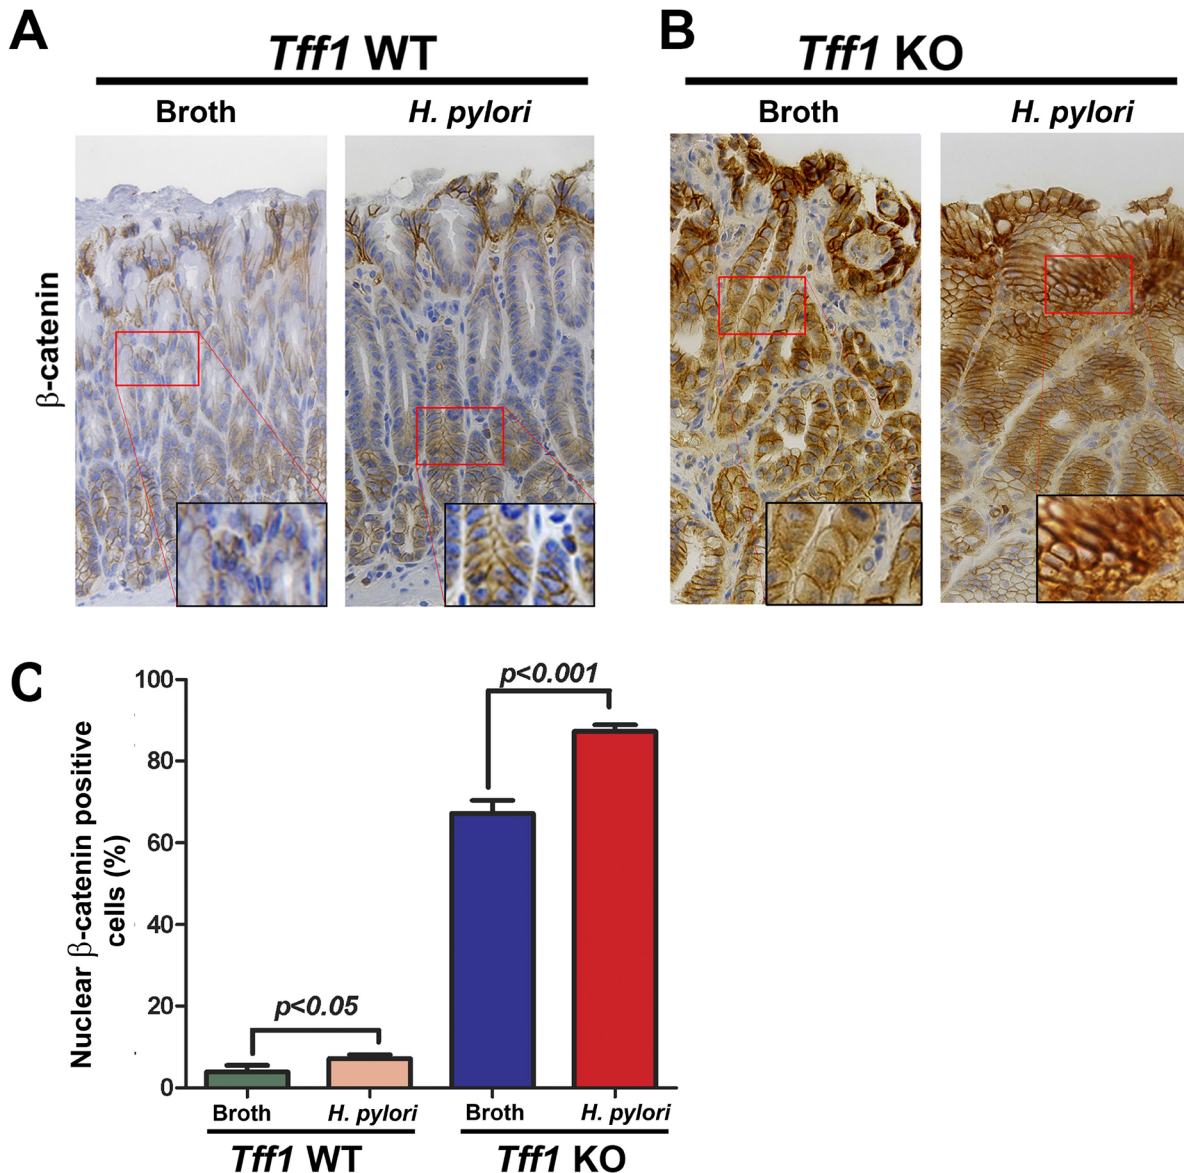 A
Tff1 WT
Broth
H. pylori
B
Tff1 KO
Broth
H. pylori
β-catenin
C
Nuclear β-catenin positive
cells (%)
100
80
60
40
20
0
p<0.05
p<0.001
Broth
H. pylori
Broth
H. pylori
Tff1 WT
Tff1 KO